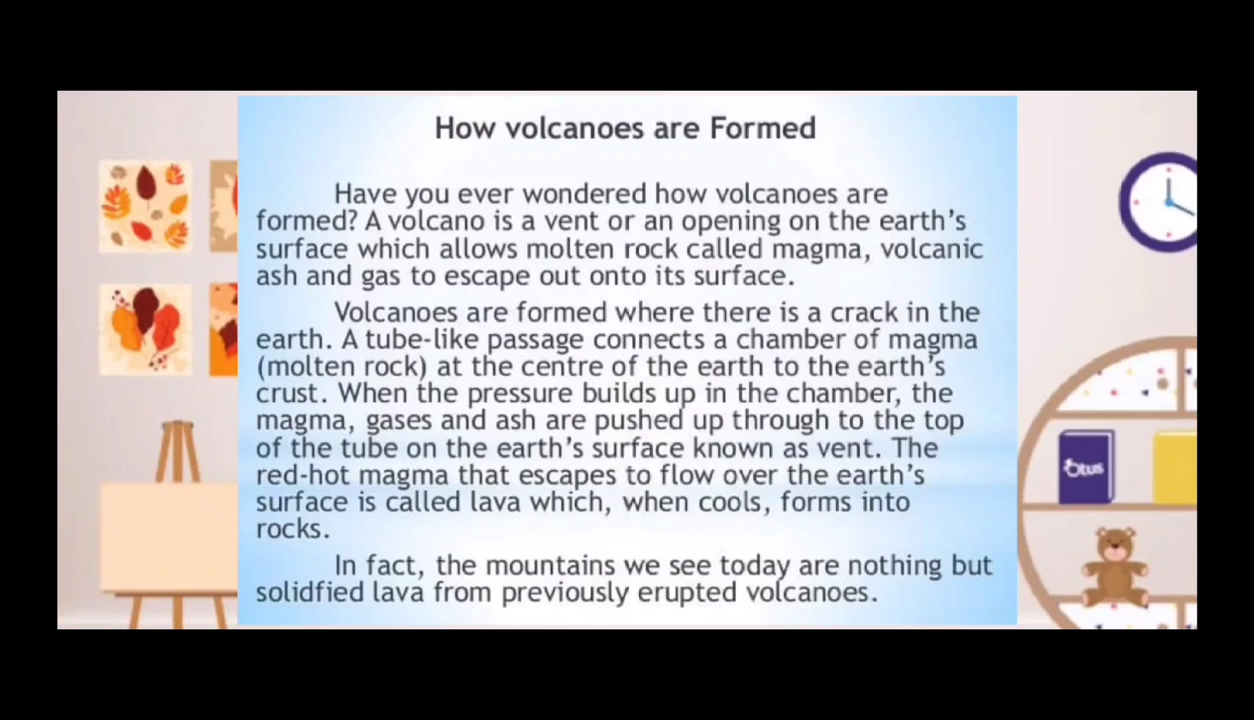 How volcanoes are Formed
Have you ever wondered how volcanoes are
formed? A volcano is a vent or an opening on the earth's
surface which allows molten rock called magma, volcanic
ash and gas to escape out onto its surface.
Volcanoes are formed where there is a crack in the
earth. A tube-like passage connects a chamber of magma
(molten rock) at the centre of the earth to the earth's
crust. When the pressure builds up in the chamber, the
magma, gases and ash are pushed up through to the top
of the tube on the earth's surface known as vent. The
red-hot magma that escapes to flow over the earth's
surface is called lava which, when cools, forms into
rocks.
In fact, the mountains we see today are nothing but
solidfied lava from previously erupted volcanoes.
Otus